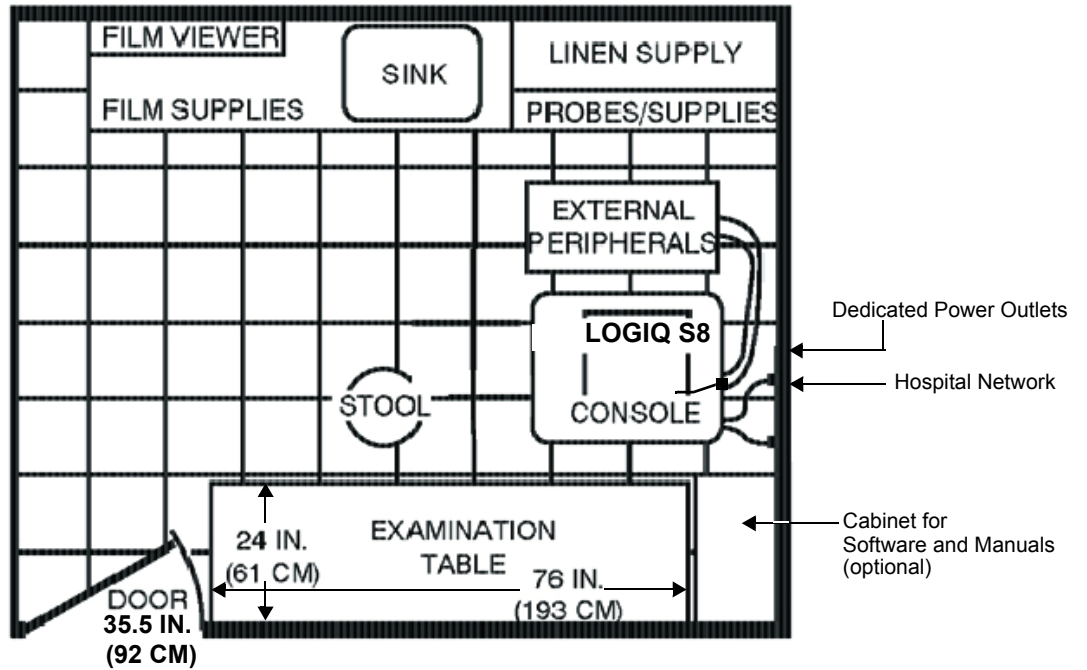 FILM VIEWER
SINK
LINEN SUPPLY
FILM SUPPLIES
PROBES/SUPPLIES
EXTERNAL
PERIPHERALS
LOGIQ S8
CONSOLE
STOOL
Dedicated Power Outlets
Hospital Network
Cabinet for
Software and Manuals
(optional)
EXAMINATION
TABLE
24 IN.
(61 CM)
76 IN.
(193 CM)
DOOR
35.5 IN.
(92 CM)